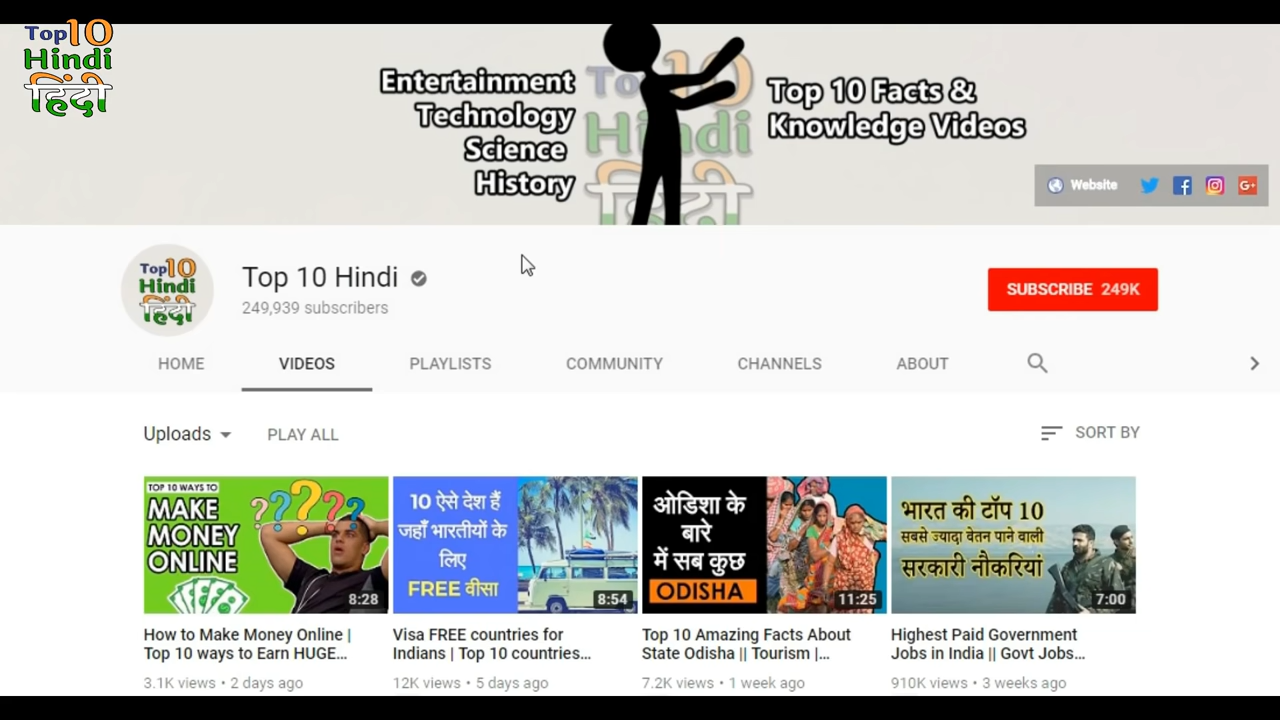 Top10
Hindi
हिंदी
Entertainment
Technology
Science
History
Top10
Hindi
हिंदी
Top 10 Facts &
Knowledge Videos
Website
Top10
Hindi
हिंदी
Top 10 Hindi
249,939 subscribers
SUBSCRIBE 249K
HOME VIDEOS PLAYLISTS COMMUNITY CHANNELS ABOUT
Uploads PLAY ALL SORT BY
TOP 10 WAYS TO
MAKE
MONEY
ONLINE
8:28
10 ऐसे देश हैं
जहाँ भारतीयों के
लिए
FREE वीसा
8:54
ओडिशा के
बारे
में सब कुछ
ODISHA
11:25
भारत की टॉप 10
सबसे ज्यादा वेतन पाने वाली
सरकारी नौकरियां
7:00
How to Make Money Online |
Top 10 ways to Earn HUGE...
3.1K views • 2 days ago
Visa FREE countries for
Indians | Top 10 countries...
12K views • 5 days ago
Top 10 Amazing Facts About
State Odisha || Tourism |...
7.2K views • 1 week ago
Highest Paid Government
Jobs in India || Govt Jobs...
910K views • 3 weeks ago